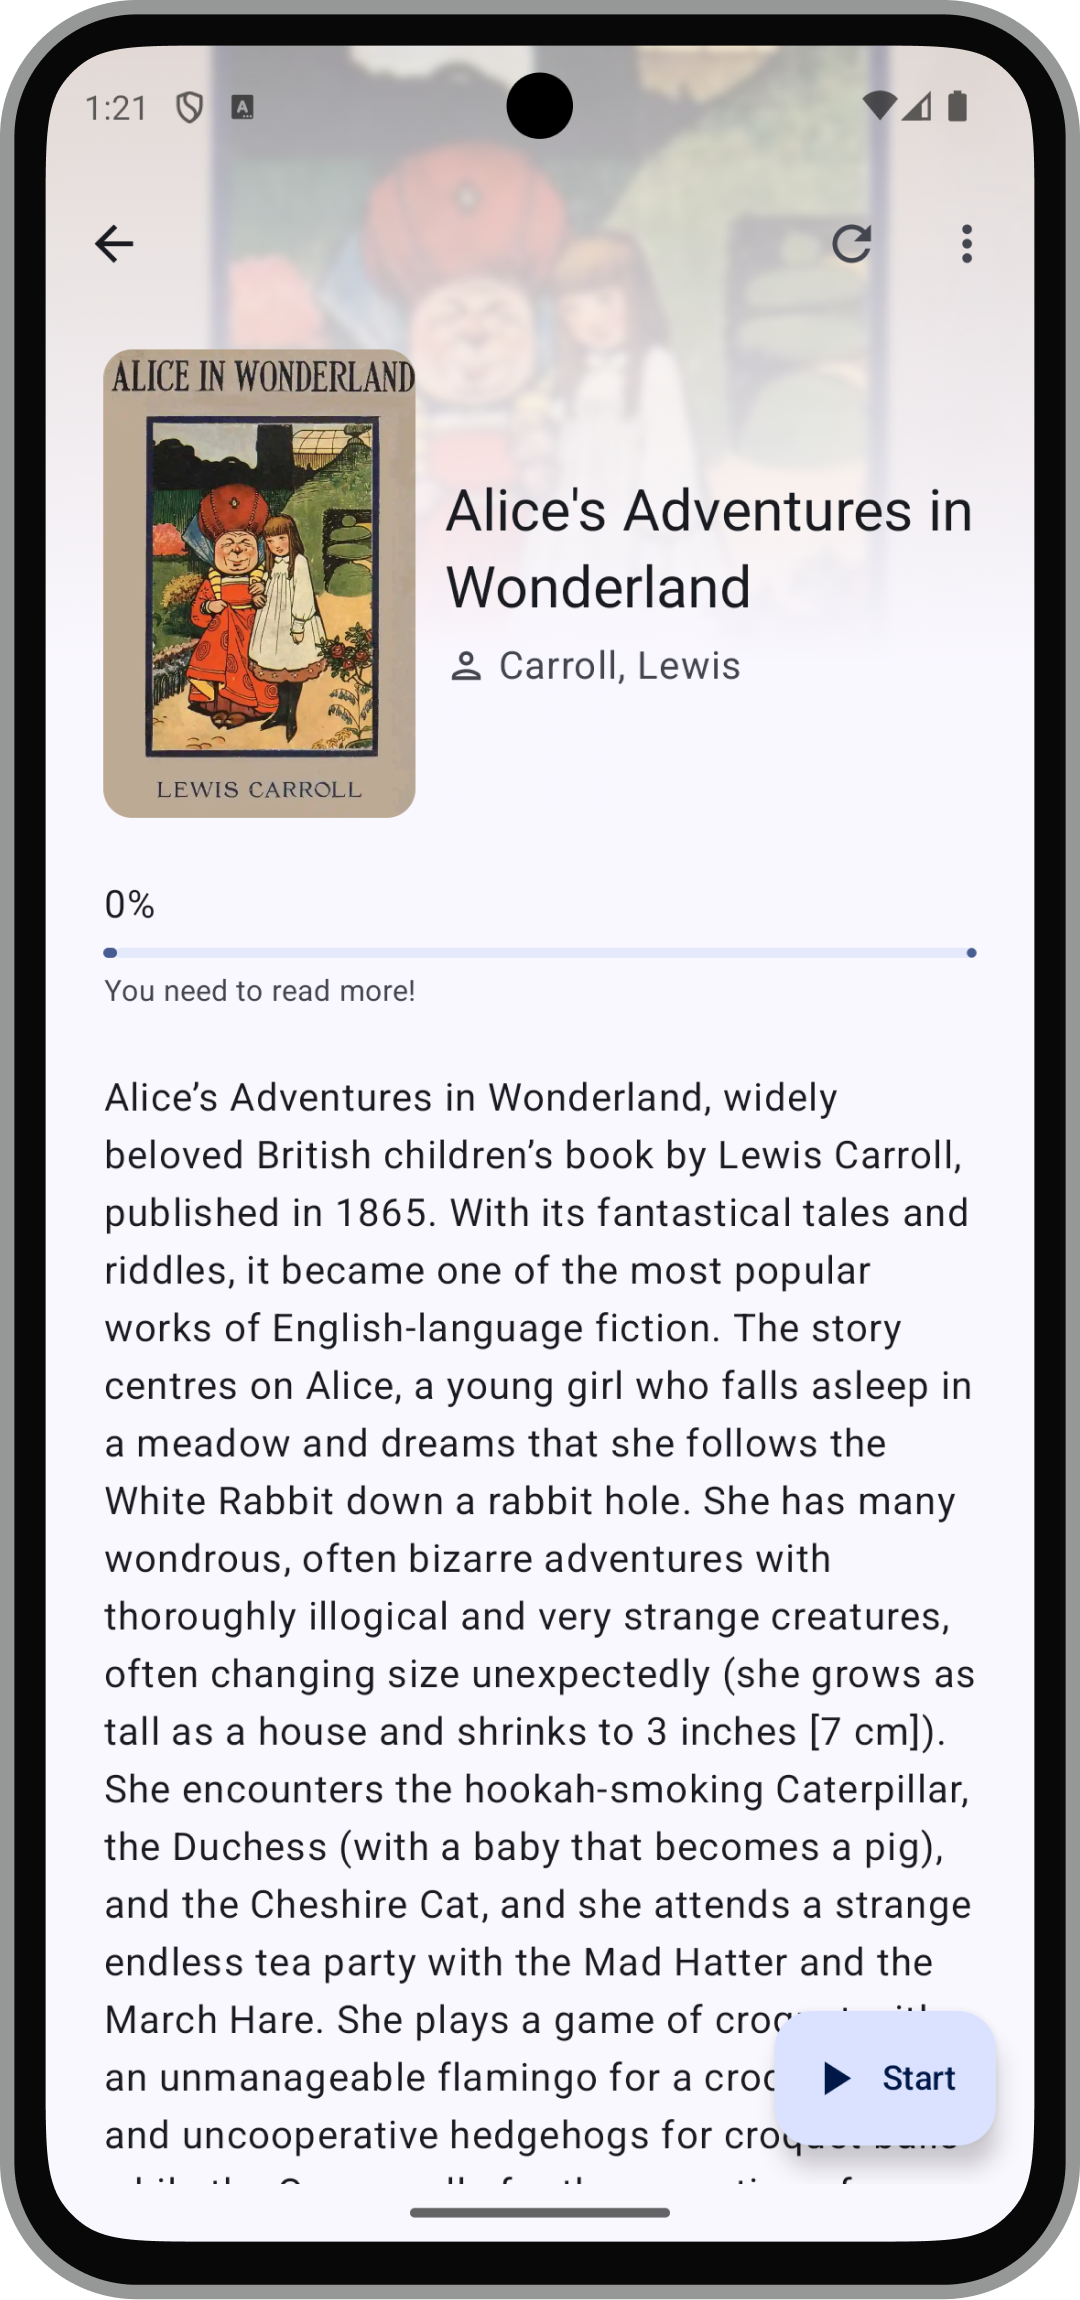 1:21
A
ALICE IN WONDERLAND
LEWIS CARROLL
Alice's Adventures in
Wonderland
Carroll, Lewis
0%
You need to read more!
Alice’s Adventures in Wonderland, widely
beloved British children’s book by Lewis Carroll,
published in 1865. With its fantastical tales and
riddles, it became one of the most popular
works of English-language fiction. The story
centres on Alice, a young girl who falls asleep in
a meadow and dreams that she follows the
White Rabbit down a rabbit hole. She has many
wondrous, often bizarre adventures with
thoroughly illogical and very strange creatures,
often changing size unexpectedly (she grows as
tall as a house and shrinks to 3 inches [7 cm]).
She encounters the hookah-smoking Caterpillar,
the Duchess (with a baby that becomes a pig),
and the Cheshire Cat, and she attends a strange
endless tea party with the Mad Hatter and the
March Hare. She plays a game of
an unmanageable flamingo for a
and uncooperative hedgehogs for croquet balls
Start